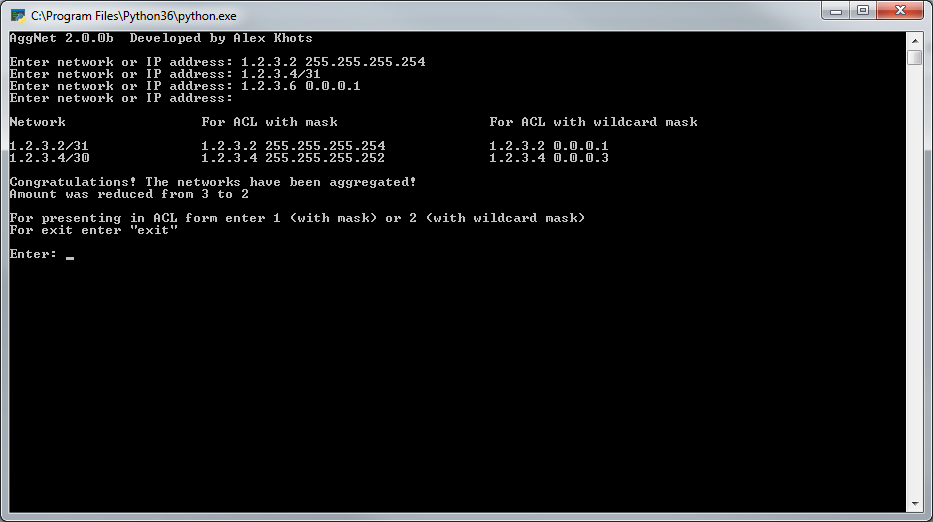 C:\Program Files\Python36\python.exe
AggNet 2.0.0b  Developed by Alex Khots
Enter network or IP address: 1.2.3.2 255.255.255.254
Enter network or IP address: 1.2.3.4/31
Enter network or IP address: 1.2.3.6 0.0.0.1
Enter network or IP address:
Network                 For ACL with mask                   For ACL with wildcard mask
1.2.3.2/31              1.2.3.2 255.255.255.254             1.2.3.2 0.0.0.1
1.2.3.4/30              1.2.3.4 255.255.255.252             1.2.3.4 0.0.0.3
Congratulations! The networks have been aggregated!
Amount was reduced from 3 to 2
For presenting in ACL form enter 1 (with mask) or 2 (with wildcard mask)
For exit enter "exit"
Enter: _